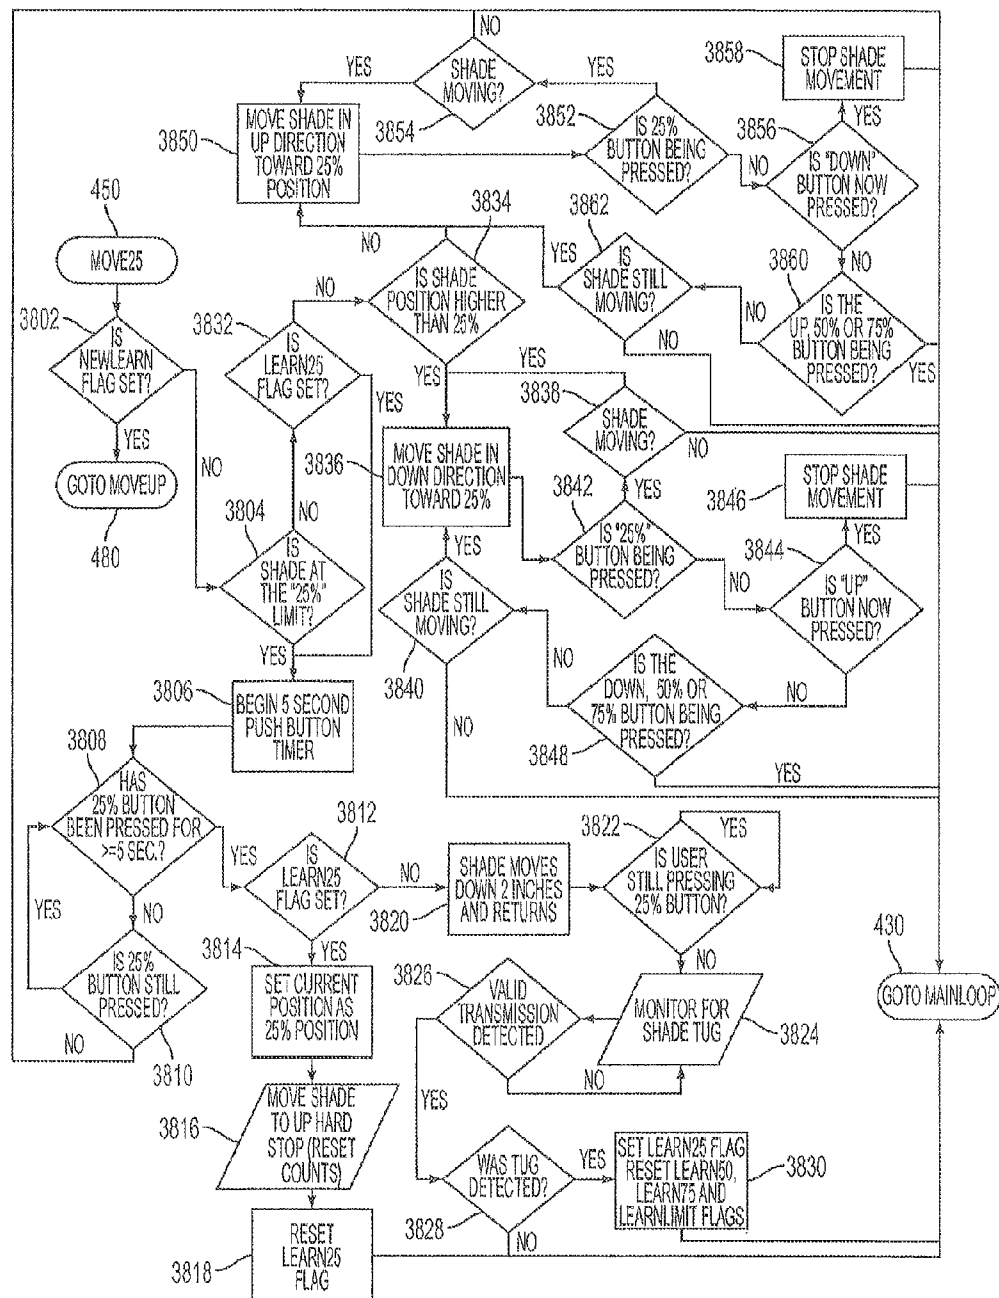 NO
3858
STOP SHADE
MOVEMENT
YES
SHADE
MOVING?
YES
3854
3852
3856
YES
3850
MOVE SHADE IN
UP DIRECTION
TOWARD 25%
POSITION
IS 25%
BUTTON BEING
PRESSED?
NO
IS "DOWN"
BUTTON NOW
PRESSED?
3834
3862
450
MOVE25
NO
YES
NO
3860
IS SHADE
POSITION HIGHER
THAN 25%
IS
SHADE STILL
MOVING?
NO
IS THE
UP, 50% OR 75%
BUTTON BEING
PRESSED?
NO
3802
IS
NEWLEARN
FLAG SET?
3832
IS
LEARN25
FLAG SET?
NO
YES
YES
YES
YES
3838
SHADE
MOVING?
NO
YES
NO
GOTO MOVEUP
480
3836
MOVE SHADE IN
DOWN DIRECTION
TOWARD 25%
3842
YES
3846
STOP SHADE
MOVEMENT
3804
NO
IS
SHADE AT
THE "25%"
LIMIT?
YES
IS "25%"
BUTTON BEING
PRESSED?
3844
YES
NO
IS "UP"
BUTTON NOW
PRESSED?
IS
SHADE STILL
MOVING?
3840
NO
NO
YES
IS THE
DOWN, 50% OR
75% BUTTON BEING
PRESSED?
3848
YES
NO
3806
BEGIN 5 SECOND
PUSH BUTTON
TIMER
3808
HAS
25% BUTTON
BEEN PRESSED FOR
>=5 SEC.?
YES
3812
IS
LEARN25
FLAG SET?
NO
SHADE MOVES
DOWN 2 INCHES
AND RETURNS
3820
3822
YES
IS USER
STILL PRESSING
25% BUTTON?
YES
NO
YES
NO
3810
IS 25%
BUTTON STILL
PRESSED?
NO
3814
SET CURRENT
POSITION AS
25% POSITION
3826
VALID
TRANSMISSION
DETECTED
NO
MONITOR FOR
SHADE TUG
3824
430
GOTO MAINLOOP
3816
MOVE SHADE
TO UP HARD
STOP (RESET
COUNTS)
YES
WAS TUG
DETECTED?
3828
YES
NO
SET LEARN25 FLAG
RESET LEARN50,
LEARN75 AND
LEARNLIMIT FLAGS
3830
3818
RESET
LEARN25
FLAG